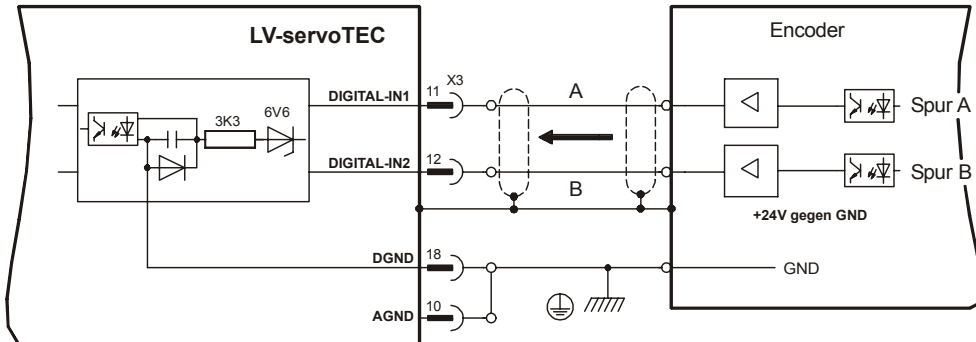 LV-servoTEC
Encoder
X3
DIGITAL-IN1
11
A
6V6
3K3
Spur A
DIGITAL-IN2
12
B
Spur B
+24V gegen GND
DGND
18
GND
AGND
10